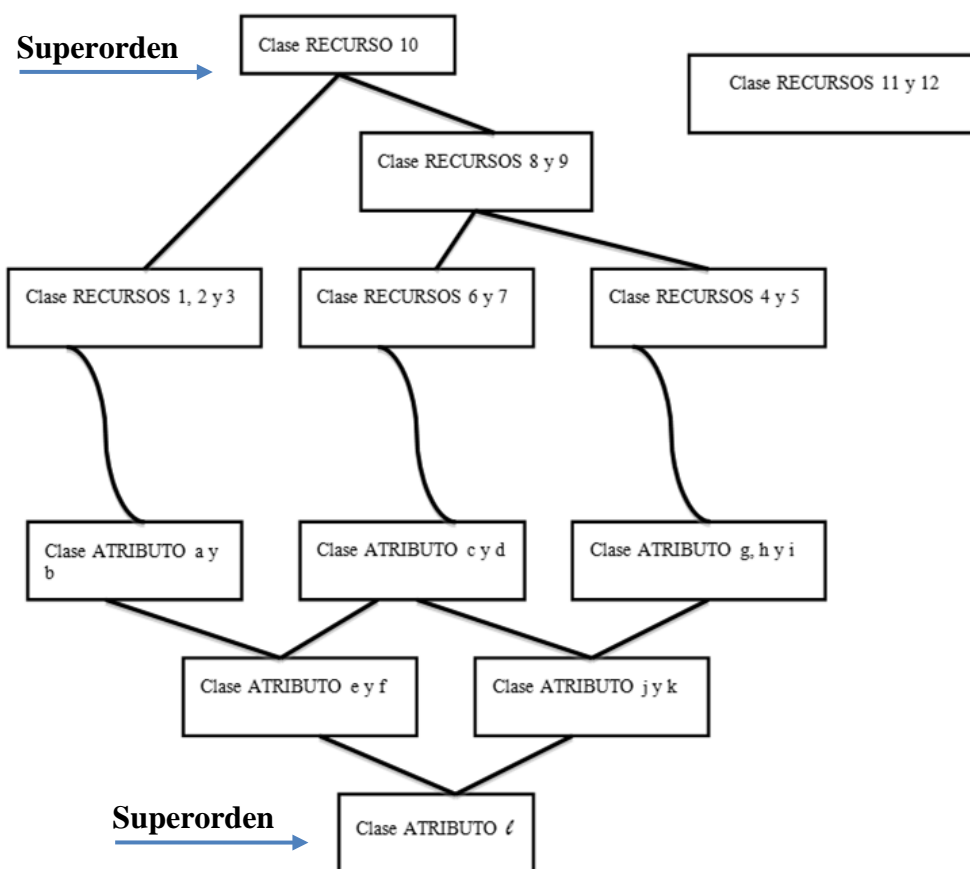 Superorden
Clase RECURSO 10
Clase RECURSOS 11 y 12
Clase RECURSOS 8 y 9
Clase RECURSOS 1, 2 y 3
Clase RECURSOS 6 y 7
Clase RECURSOS 4 y 5
Clase ATRIBUTO a y
b
Clase ATRIBUTO c y d
Clase ATRIBUTO g, h y i
Clase ATRIBUTO e y f
Clase ATRIBUTO j y k
Superorden
Clase ATRIBUTO ℓ